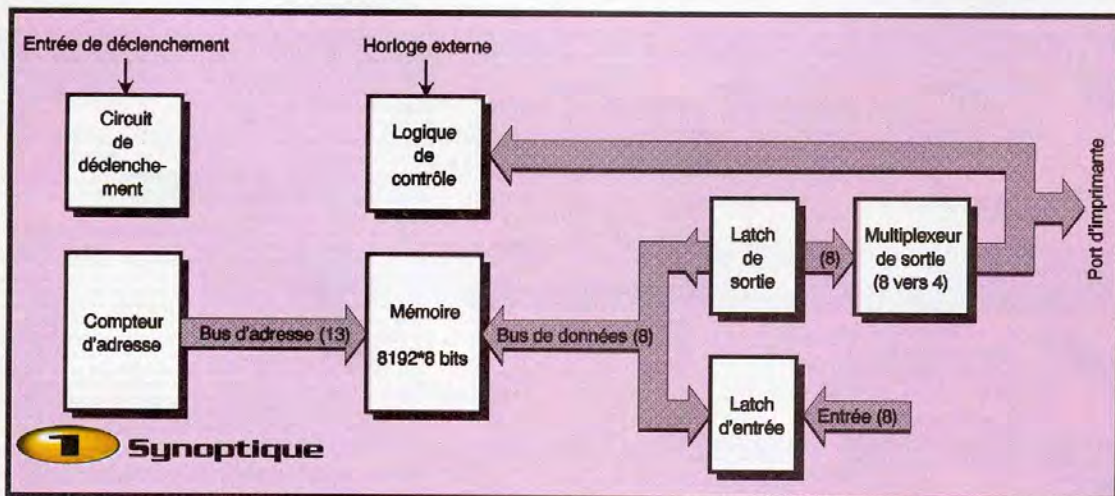 Entrée de déclenchement
Horloge externe
Circuit
de
déclenche-
ment
Logique
de
contrôle
Port d'imprimante
Latch
de
sortie
(8)
Multiplexeur
de sortie
(8 vers 4)
Compteur
d'adresse
Bus d'adresse (13)
Mémoire
8192*8 bits
Bus de données (8)
Latch
d'entrée
Entrée (8)
1 Synoptique